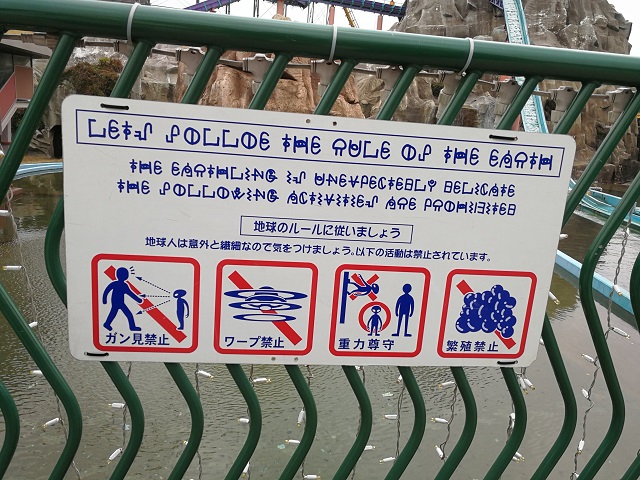 LETS FOLLOE THE RULE OF THE EARTH
THE EARTHLING IS UNEXPECTEDLY DELICATE
THE FOLLOWING ACTIVITIES ARE PROHIBITED
地球のルールに従いましょう
地球人は意外と繊細なので気をつけましょう。以下の活動は禁止されています。
ガン見禁止
ワープ禁止
重力尊守
繁殖禁止